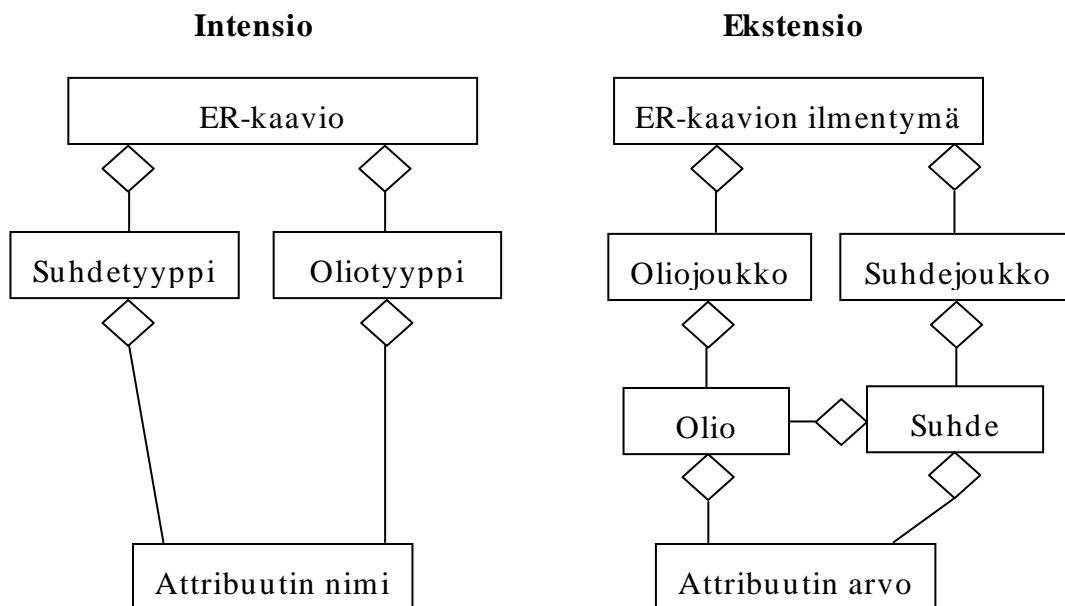 Intensio
Ekstensio
ER-kaavio
ER-kaavion ilmentymä
Suhdetyyppi
Oliotyyppi
Oliojoukko
Suhdejoukko
Olio
Suhde
Attribuutin nimi
Attribuutin arvo